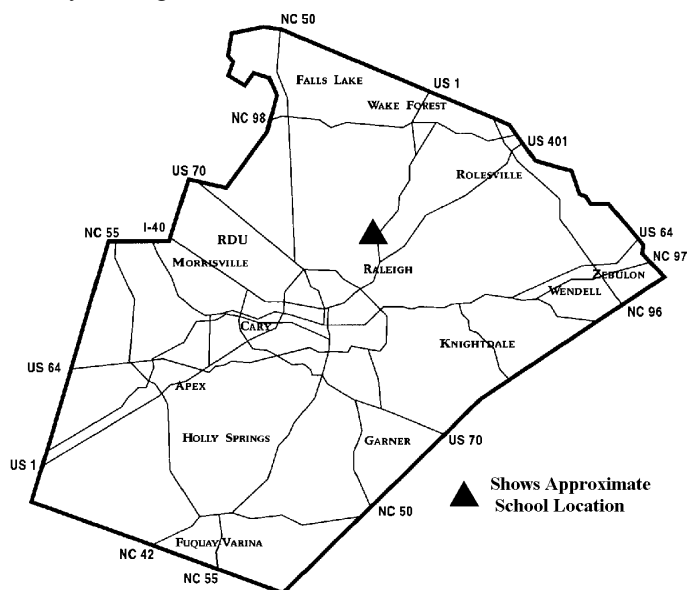 NC 50
FALLS LAKE
US 1
WAKE FOREST
NC 98
US 401
US 70
ROLESVILLE
NC 55
I-40
RDU
US 64
MORRISVILLE
RALEIGH
NC 97
ZEBULON
WENDELL
NC 96
CARY
KNIGHTDALE
US 64
APEX
HOLLY SPRINGS
GARNER
US 70
US 1
Shows Approximate
School Location
NC 50
FUQUAY-VARINA
NC 42
NC 55